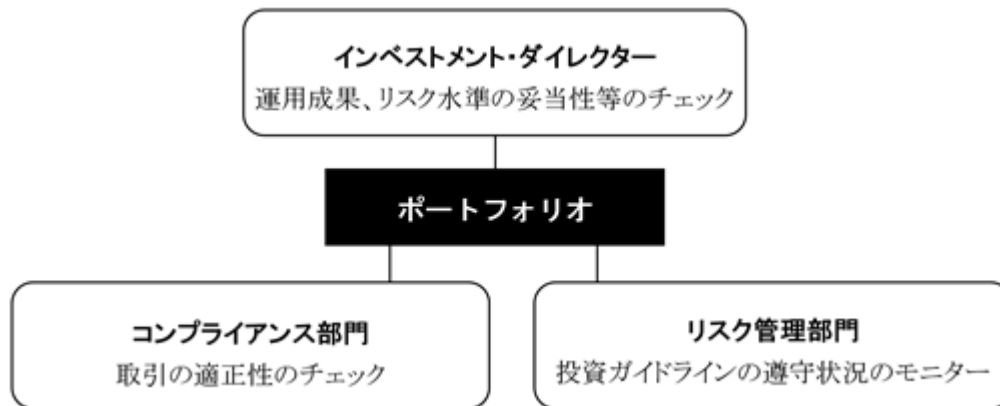 インベストメント・ダイレクター
運用成果、リスク水準の妥当性等のチェック
ポートフォリオ
コンプライアンス部門
取引の適正性のチェック
リスク管理部門
投資ガイドラインの遵守状況のモニター